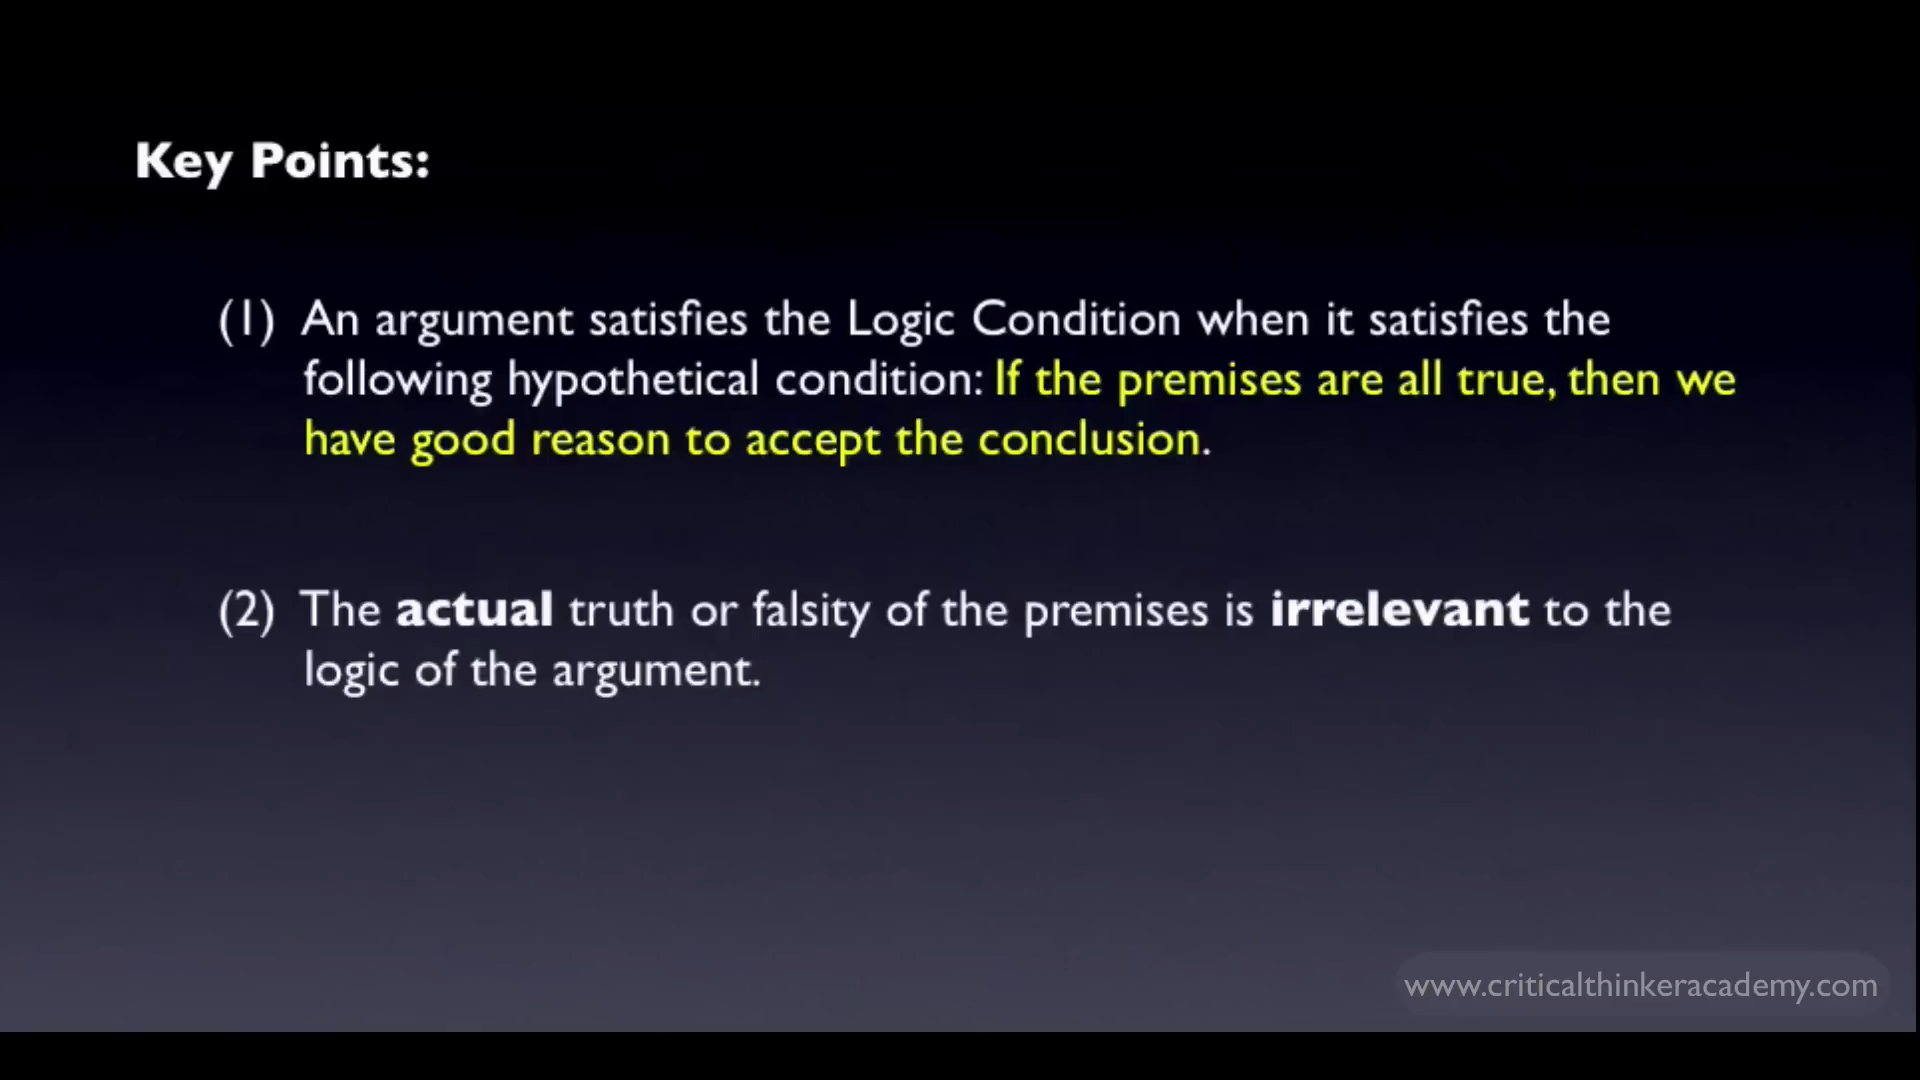 Key Points:
(1) An argument satisfies the Logic Condition when it satisfies the
following hypothetical condition: If the premises are all true, then we
have good reason to accept the conclusion.
(2) The actual truth or falsity of the premises is irrelevant to the
logic of the argument.
www.criticalthinkeracademy.com